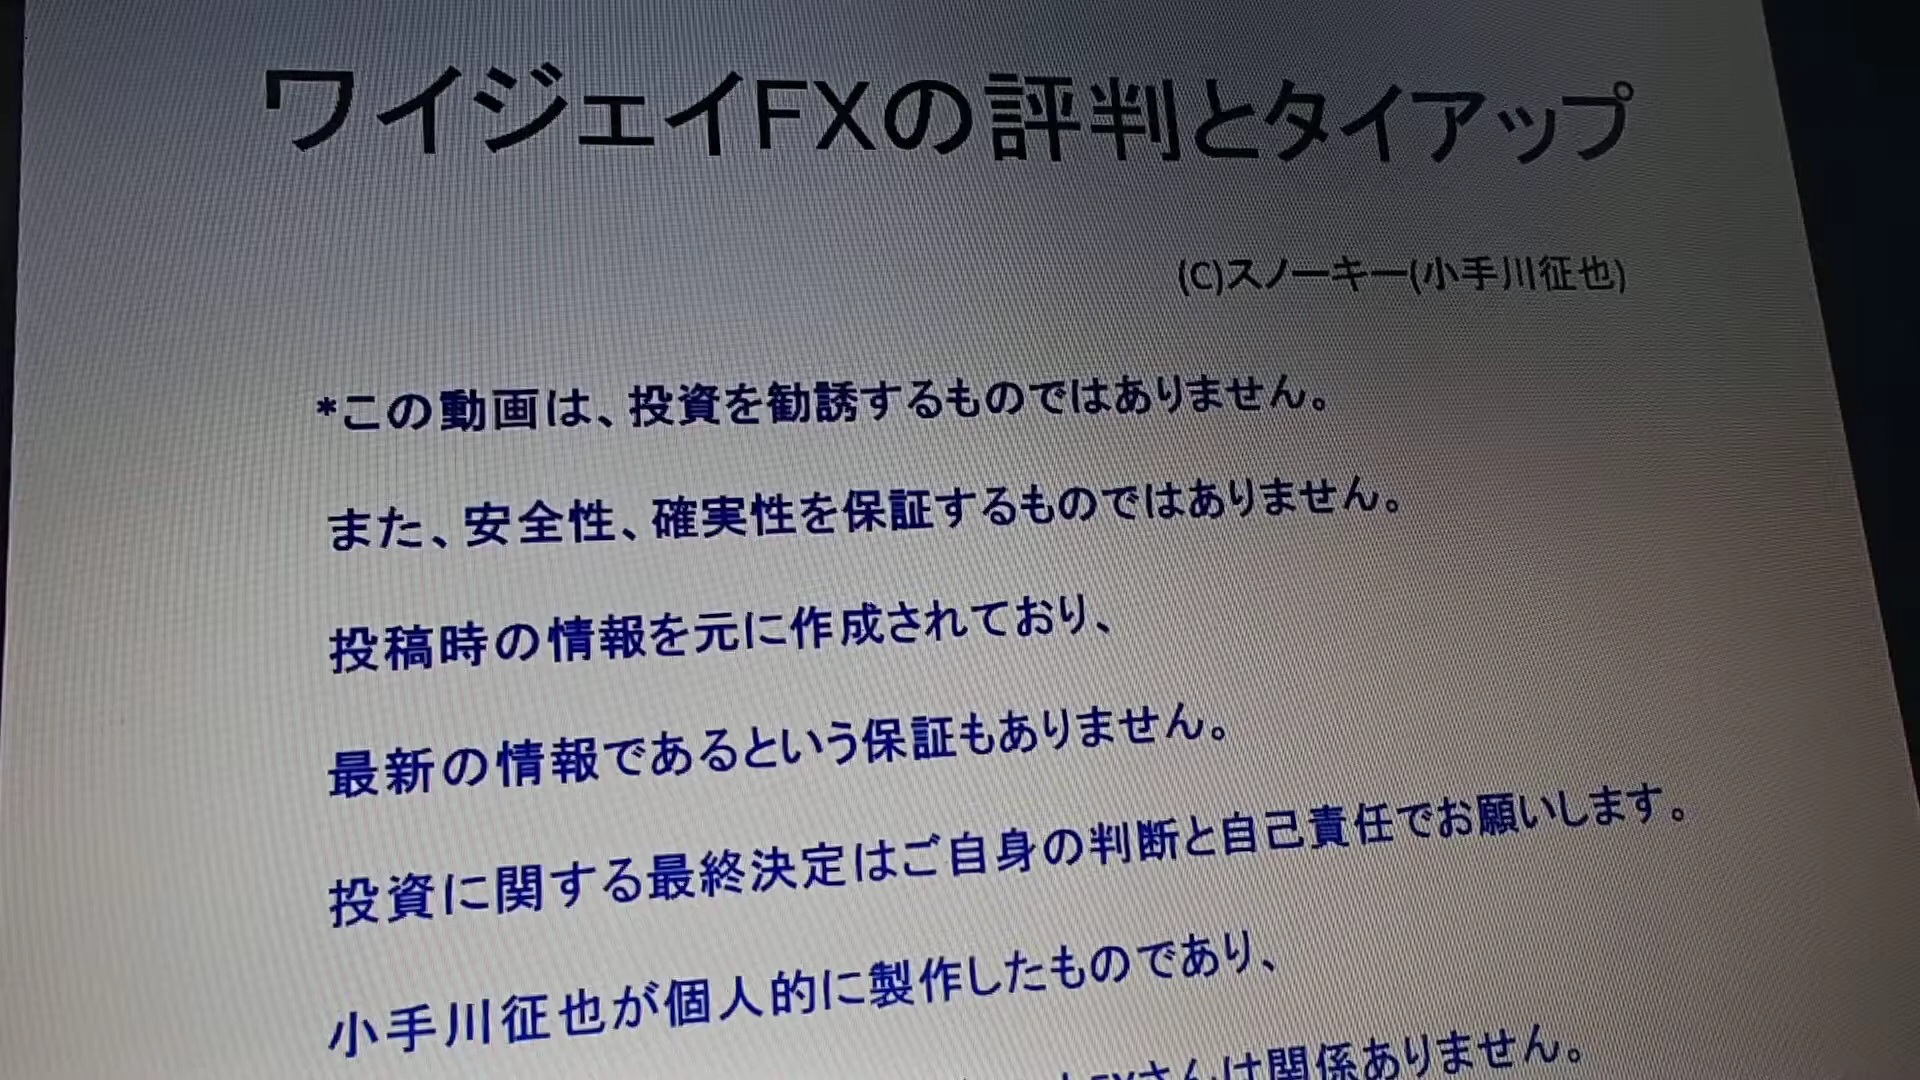 ワイジェイFXの評判とタイアップ
(C)スノーキー(小手川征也)
*この動画は、投資を勧誘するものではありません。
また、安全性、確実性を保証するものではありません。
投稿時の情報を元に作成されており、
最新の情報であるという保証もありません。
投資に関する最終決定はご自身の判断と自己責任でお願いします。
小手川征也が個人的に製作したものであり、
FXさんは関係ありません。